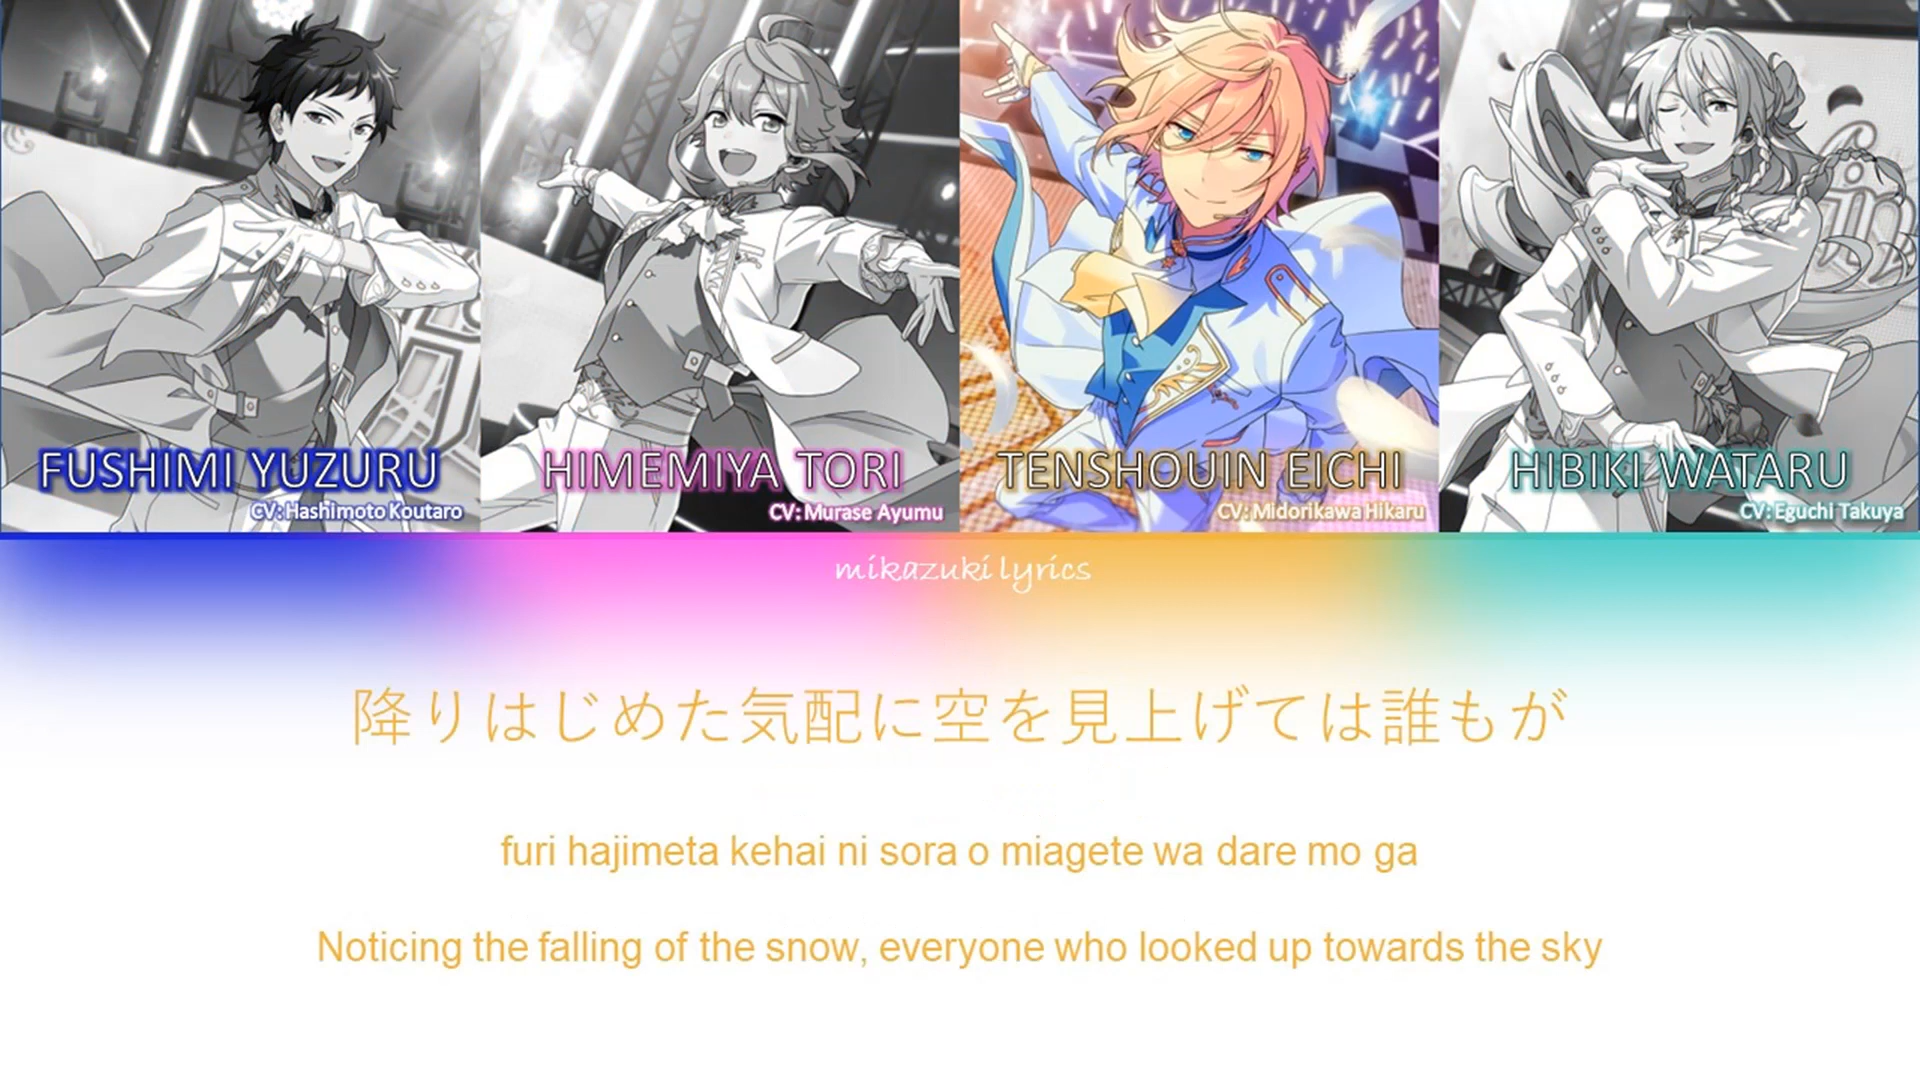 FUSHIMI YUZURU
CV: Hashimoto Koutaro
HIMEMIYA TORI
CV: Murase Ayumu
TENSHOUIN EICHI
CV: Midorikawa Hikaru
HIBIKI WATARU
CV: Eguchi Takuya
mikazuki lyrics
降りはじめた気配に空を見上げては誰もが
furi hajimeta kehai ni sora o miagete wa dare mo ga
Noticing the falling of the snow, everyone who looked up towards the sky